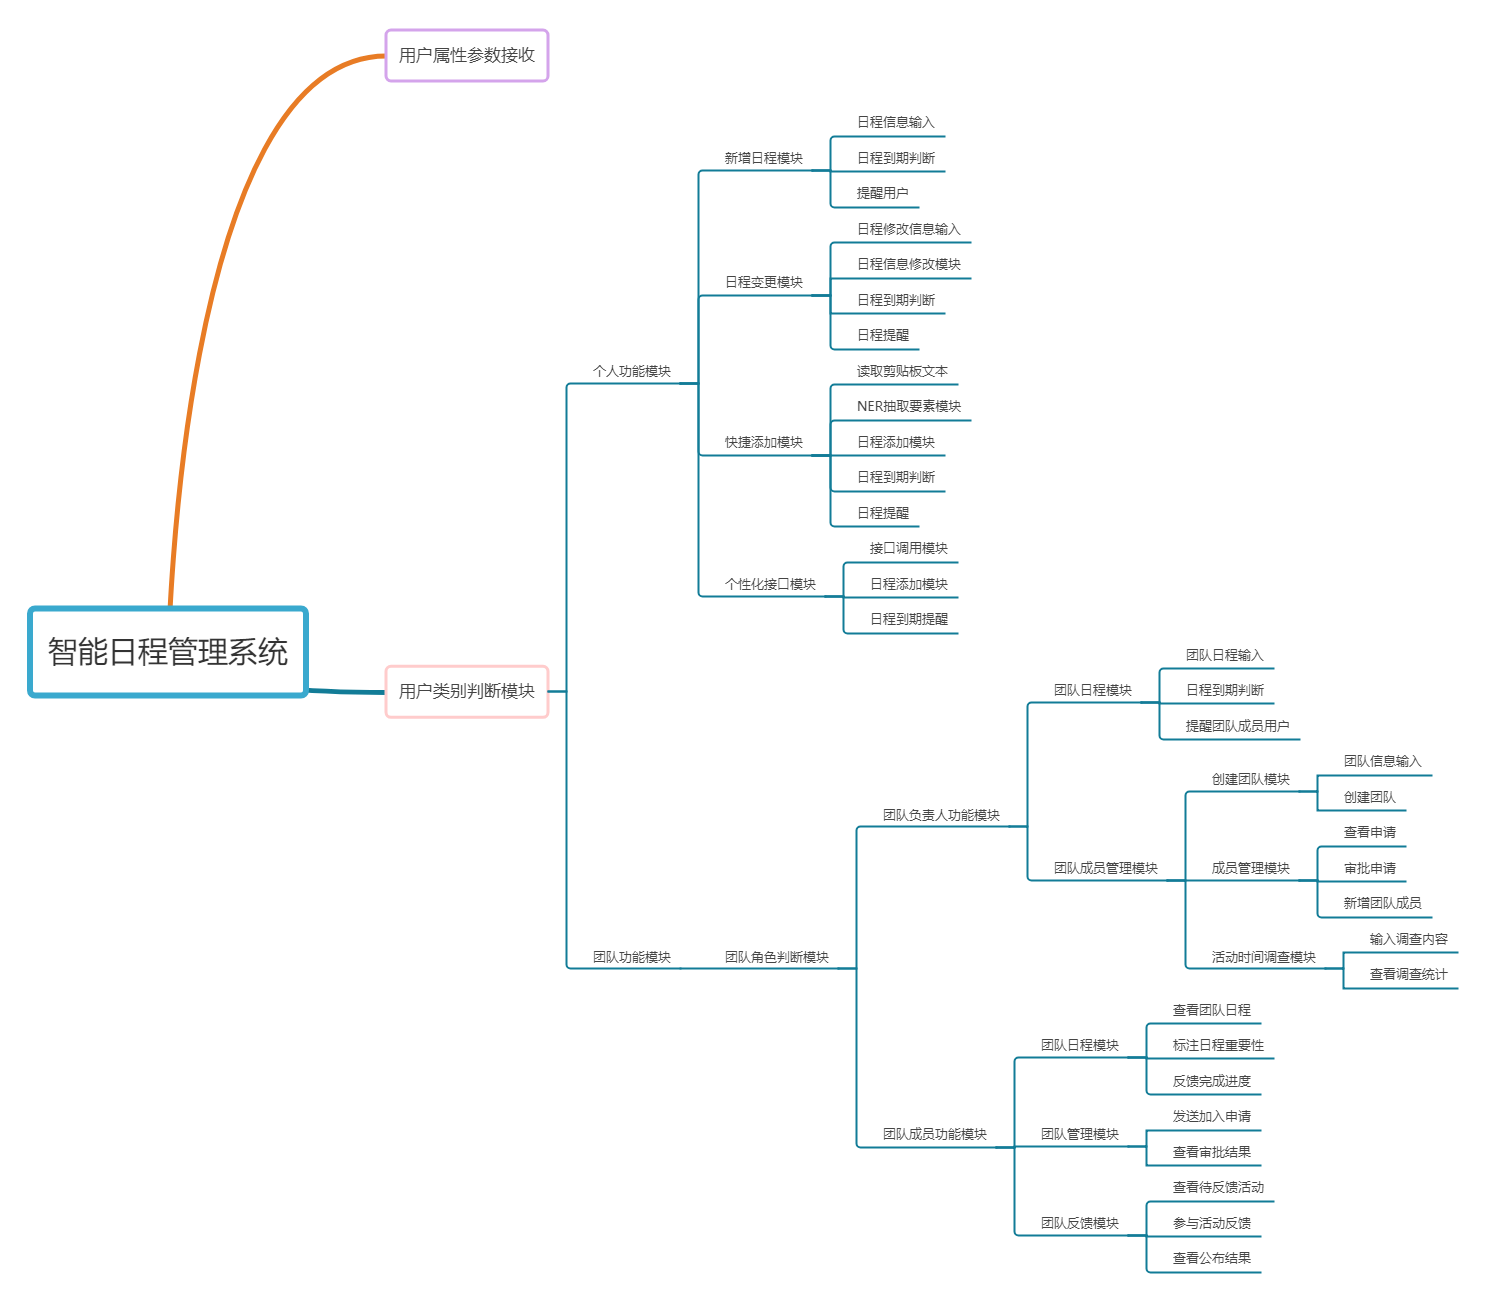 用户属性参数接收
智能日程管理系统
用户类别判断模块
个人功能模块
新增日程模块
日程信息输入
日程到期判断
提醒用户
日程变更模块
日程修改信息输入
日程信息修改模块
日程到期判断
日程提醒
快捷添加模块
读取剪贴板文本
NER抽取要素模块
日程添加模块
日程到期判断
日程提醒
个性化接口模块
接口调用模块
日程添加模块
日程到期提醒
团队功能模块
团队角色判断模块
团队负责人功能模块
团队日程模块
团队日程输入
日程到期判断
提醒团队成员用户
团队成员管理模块
创建团队模块
团队信息输入
创建团队
成员管理模块
查看申请
审批申请
新增团队成员
活动时间调查模块
输入调查内容
查看调查统计
团队成员功能模块
团队日程模块
查看团队日程
标注日程重要性
反馈完成进度
团队管理模块
发送加入申请
查看审批结果
团队反馈模块
查看待反馈活动
参与活动反馈
查看公布结果